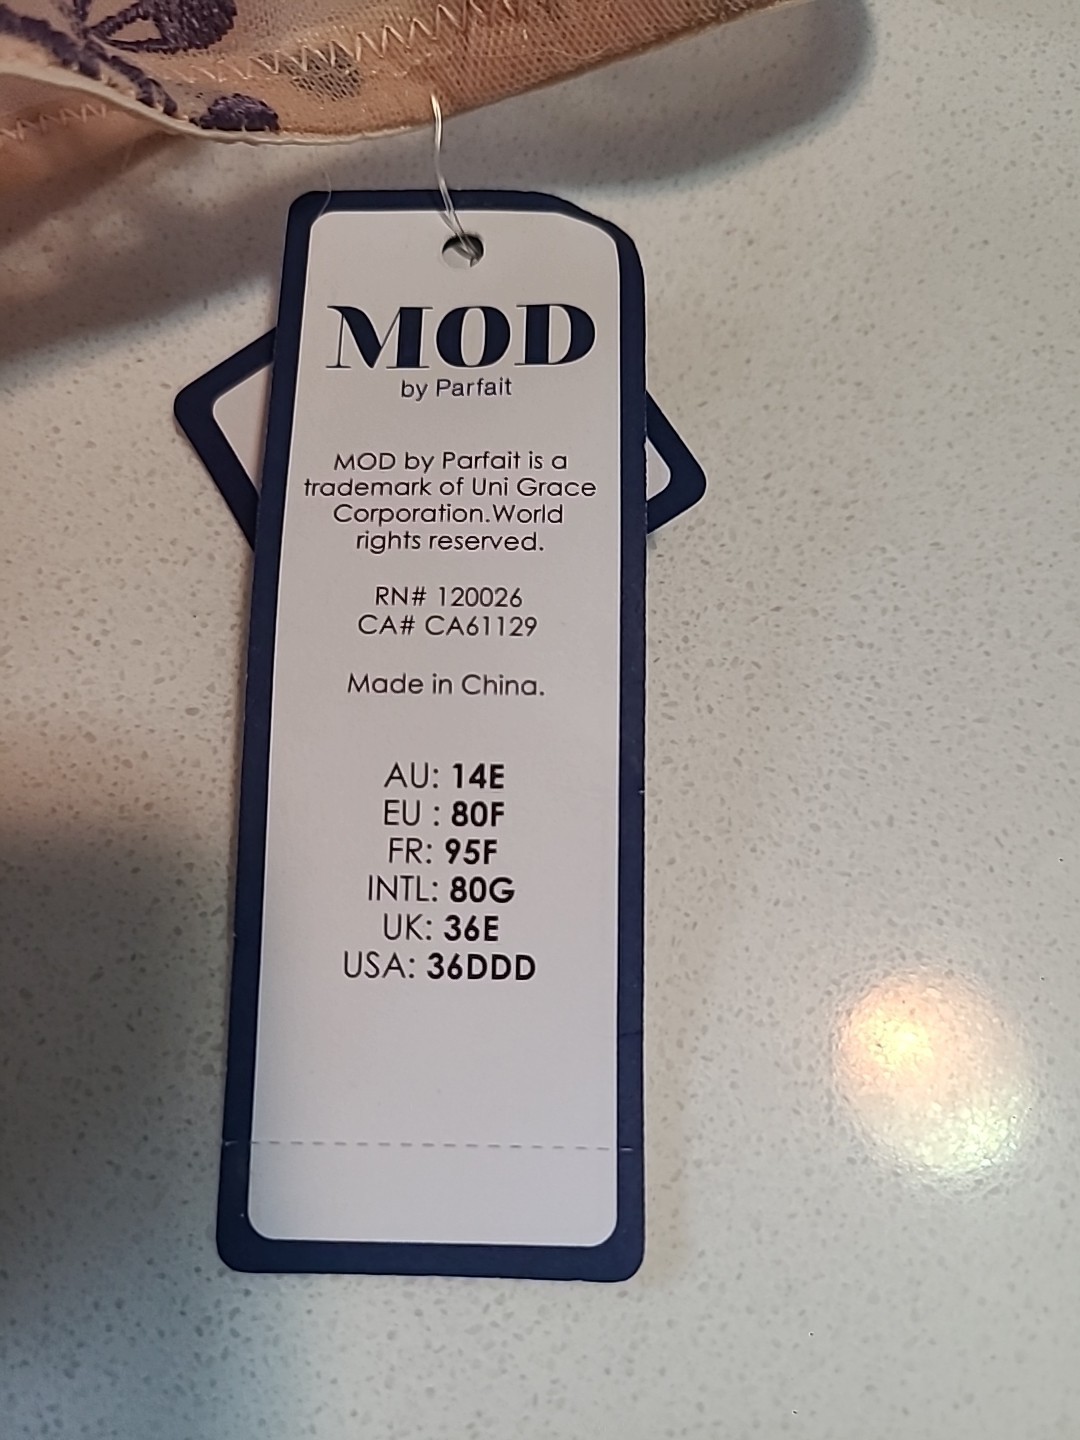 MOD
by Parfait
MOD by Parfait is a
trademark of Uni Grace
Corporation.World
rights reserved.
RN# 120026
CA# CA61129
Made in China.
AU: 14E
EU : 80F
FR: 95F
INTL: 80G
UK: 36E
USA: 36DDD